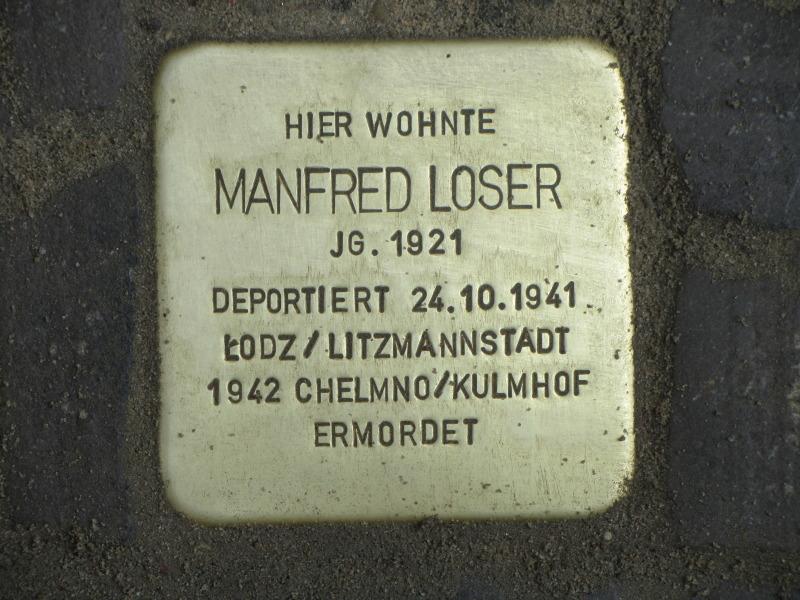 HIER WOHNTE
MANFRED LOSER
JG. 1921
DEPORTIERT 24.10.1941
ŁODZ/LITZMANNSTADT
1942 CHELMNO/KULMHOF
ERMORDET